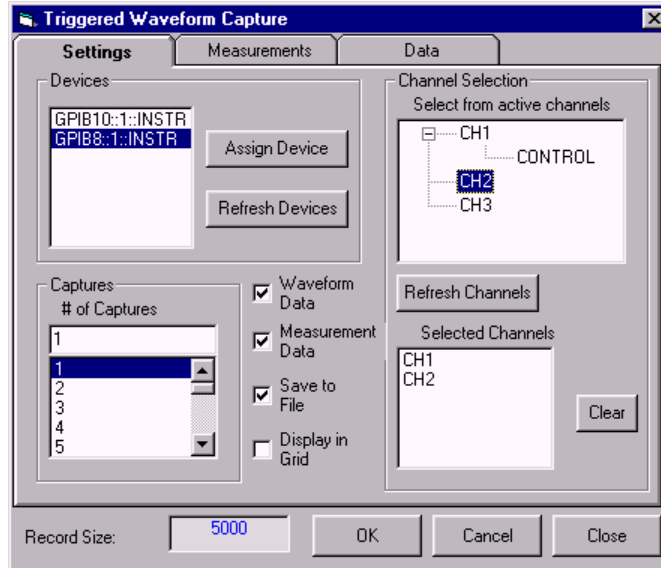 Triggered Waveform Capture
Settings
Measurements
Data
Devices
GPIB10::1::INSTR
GPIB8::1::INSTR
Assign Device
Refresh Devices
Channel Selection
Select from active channels
CH1
CONTROL
CH2
CH3
Refresh Channels
Selected Channels
CH1
CH2
Clear
Captures
# of Captures
1
1
2
3
4
5
Waveform
Data
Measurement
Data
Save to
File
Display in
Grid
Record Size:
5000
OK
Cancel
Close